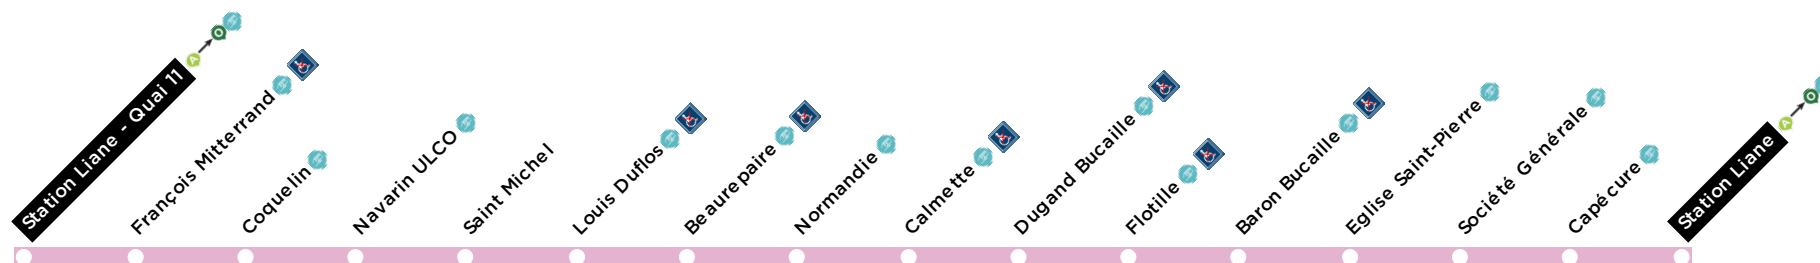 Station Liane - Quai 11
François Mitterrand
Coquelin
Navarin ULCO
Saint Michel
Louis Duflos
Beaurepaire
Normandie
Calmette
Dugand Bucaille
Flotille
Baron Bucaille
Eglise Saint-Pierre
Société Générale
Capécure
Station Liane